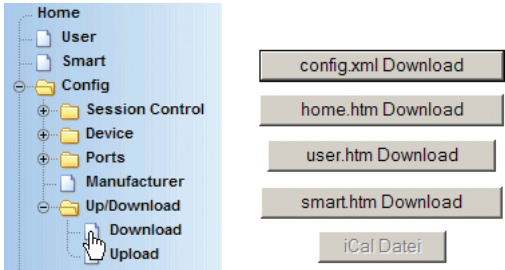 Home
User
Smart
Config
Session Control
Device
Ports
Manufacturer
Up/Download
Download
Upload
config.xml Download
home.htm Download
user.htm Download
smart.htm Download
iCal Datei